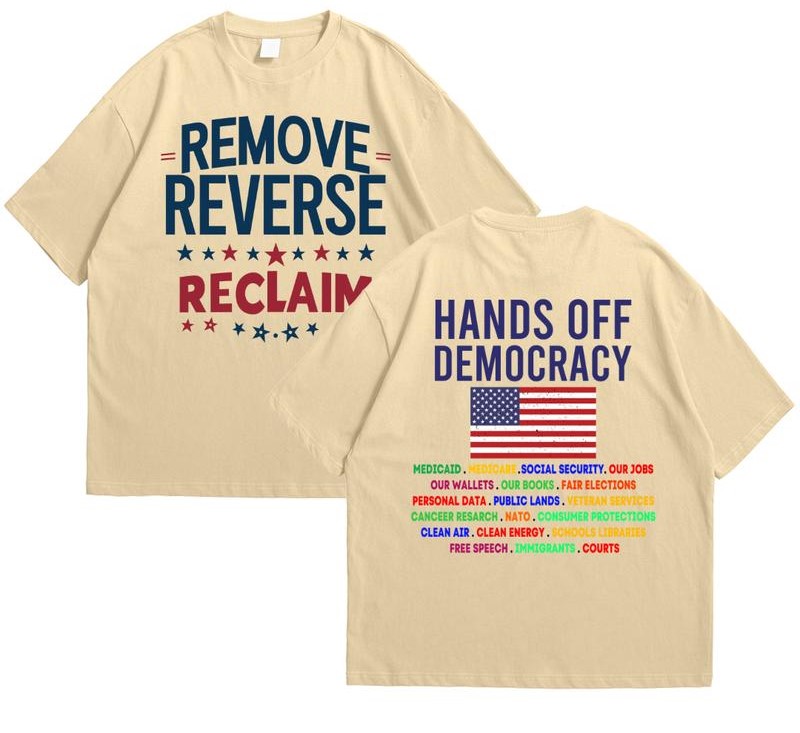 REMOVE
REVERSE
RECLAIM
HANDS OFF
DEMOCRACY
MEDICAID . MEDICARE . SOCIAL SECURITY. OUR JOBS
OUR WALLETS . OUR BOOKS . FAIR ELECTIONS
PERSONAL DATA . PUBLIC LANDS . VETERAN SERVICES
CANCEER RESARCH . NATO . CONSUMER PROTECTIONS
CLEAN AIR . CLEAN ENERGY . SCHOOLS LIBRARIES
FREE SPEECH . IMMIGRANTS . COURTS